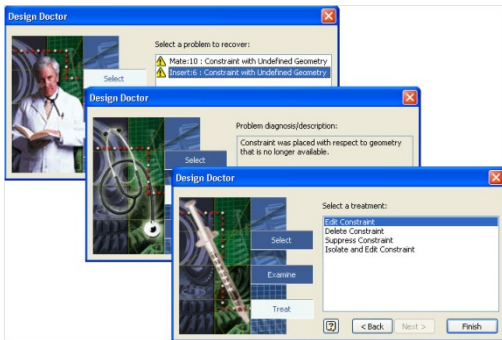 Design Doctor
Select a problem to recover:
Mate:10 : Constraint with Undefined Geometry
Insert:6 : Constraint with Undefined Geometry
Select
Design Doctor
Problem diagnosis/description:
Constraint was placed with respect to geometry
that is no longer available.
Select
Design Doctor
Select a treatment:
Edit Constraint
Delete Constraint
Suppress Constraint
Isolate and Edit Constraint
Select
Examine
Treat
? < Back Next > Finish